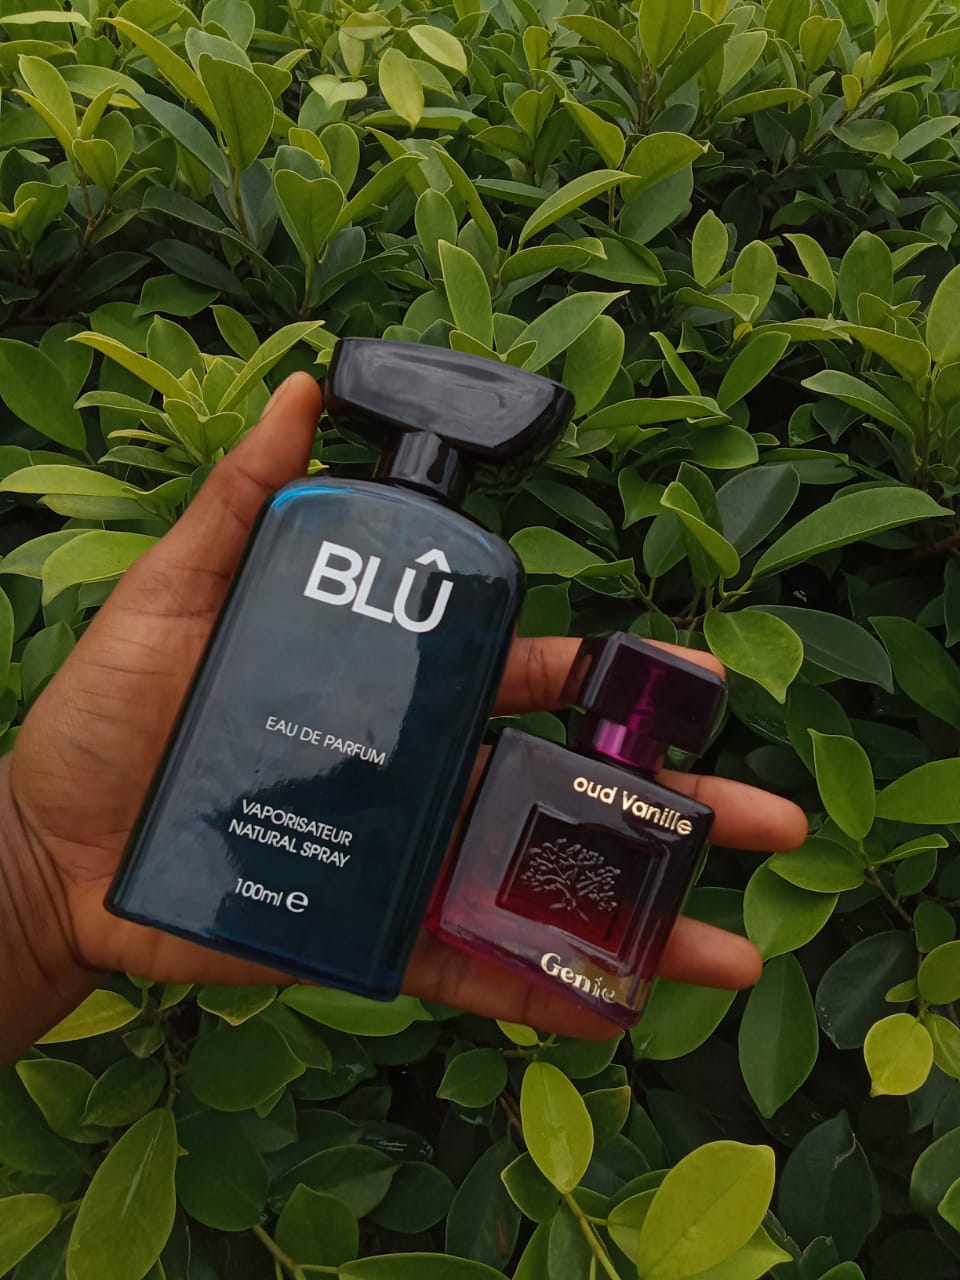 BLÛ
EAU DE PARFUM
VAPORISATEUR
NATURAL SPRAY
100ml e
oud Vanille
Genie